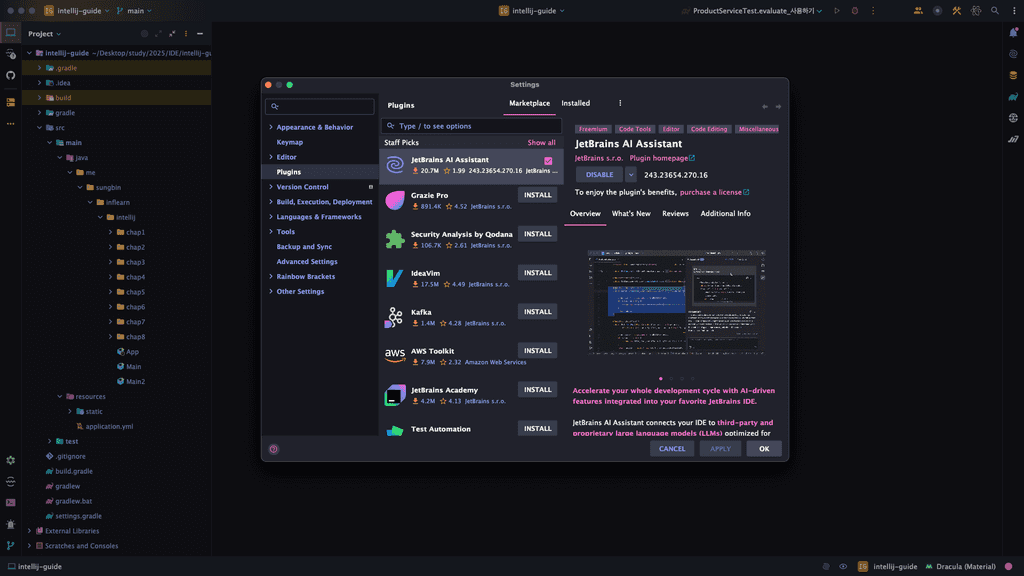 intellij-guide
main
intellij-guide
ProductServiceTest.evaluate_사용하기
Project
intellij-guide ~/Desktop/study/2025/IDE/intellij-gu
.gradle
.idea
build
gradle
src
main
java
me
sungbin
inflearn
intellij
chap1
chap2
chap3
chap4
chap5
chap6
chap7
chap8
App
Main
Main2
resources
static
application.yml
test
.gitignore
build.gradle
gradlew
gradlew.bat
settings.gradle
External Libraries
Scratches and Consoles
Settings
Appearance & Behavior
Keymap
Editor
Plugins
Version Control
Build, Execution, Deployment
Languages & Frameworks
Tools
Backup and Sync
Advanced Settings
Rainbow Brackets
Other Settings
Plugins
Marketplace
Installed
Type / to see options
Staff Picks
Show all
JetBrains AI Assistant
20.7M 1.99 243.23654.270.16 JetBrains ...
Grazie Pro
891.4K 4.52 JetBrains s.r.o.
INSTALL
Security Analysis by Qodana
106.7K 2.61 JetBrains s.r.o.
INSTALL
IdeaVim
17.5M 4.49 JetBrains s.r.o.
INSTALL
Kafka
1.4M 4.28 JetBrains s.r.o.
INSTALL
aws
AWS Toolkit
7.9M 2.32 Amazon Web Services
INSTALL
JetBrains Academy
4.2M 4.13 JetBrains s.r.o.
INSTALL
Test Automation
INSTALL
Freemium
Code Tools
Editor
Code Editing
Miscellaneous
JetBrains AI Assistant
JetBrains s.r.o. Plugin homepage
DISABLE
243.23654.270.16
To enjoy the plugin's benefits, purchase a license
Overview
What's New
Reviews
Additional Info
Accelerate your whole development cycle with AI-driven
features integrated into your favorite JetBrains IDE.
JetBrains AI Assistant connects your IDE to third-party and
proprietary large language models (LLMs) optimized for
CANCEL
APPLY
OK
intellij-guide
intellij-guide
Dracula (Material)